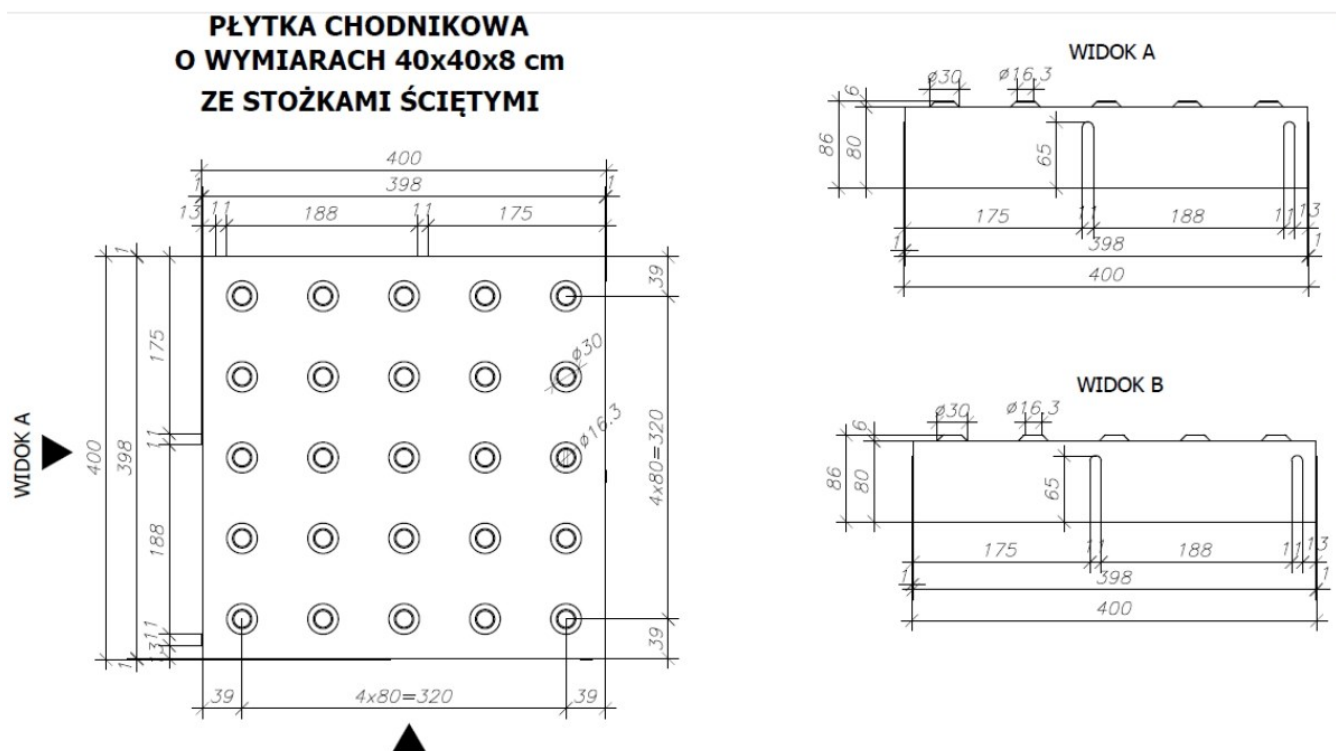 PŁYTKA CHODNIKOWA
O WYMIARACH 40x40x8 cm
ZE STOŻKAMI ŚCIĘTYMI
400
1 398 1
13 11 188 11 175
1
400
398
175
11
188
11
13
1
WIDOK A
39
4x80=320
39
ø30
ø16,3
39 4x80=320 39
WIDOK A
ø30 ø16,3
6
86
80
65
175 11 188 11 13
1 398 1
400
WIDOK B
ø30 ø16,3
6
86
80
65
175 11 188 11 13
1 398 1
400